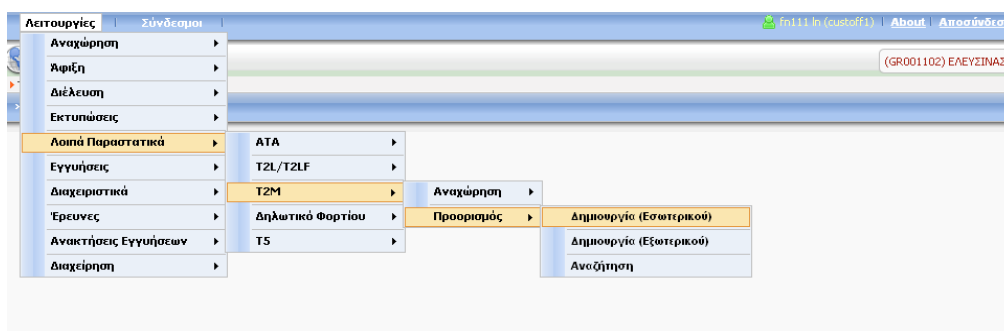 Λειτουργίες | Σύνδεσμοι | fn111 ln (custoff1) | About | Αποσύνδεσ
Αναχώρηση
(GR001102) ΕΛΕΥΣΙΝΑΣ
Άφιξη
Διέλευση
Εκτυπώσεις
Λοιπά Παραστατικά ATA
Εγγυήσεις T2L/T2LF
Διαχειριστικά T2M Αναχώρηση
Έρευνες Δηλωτικό Φορτίου Προορισμός Δημιουργία (Εσωτερικού)
Ανακτήσεις Εγγυήσεων T5 Δημιουργία (Εξωτερικού)
Διαχείρηση Αναζήτηση